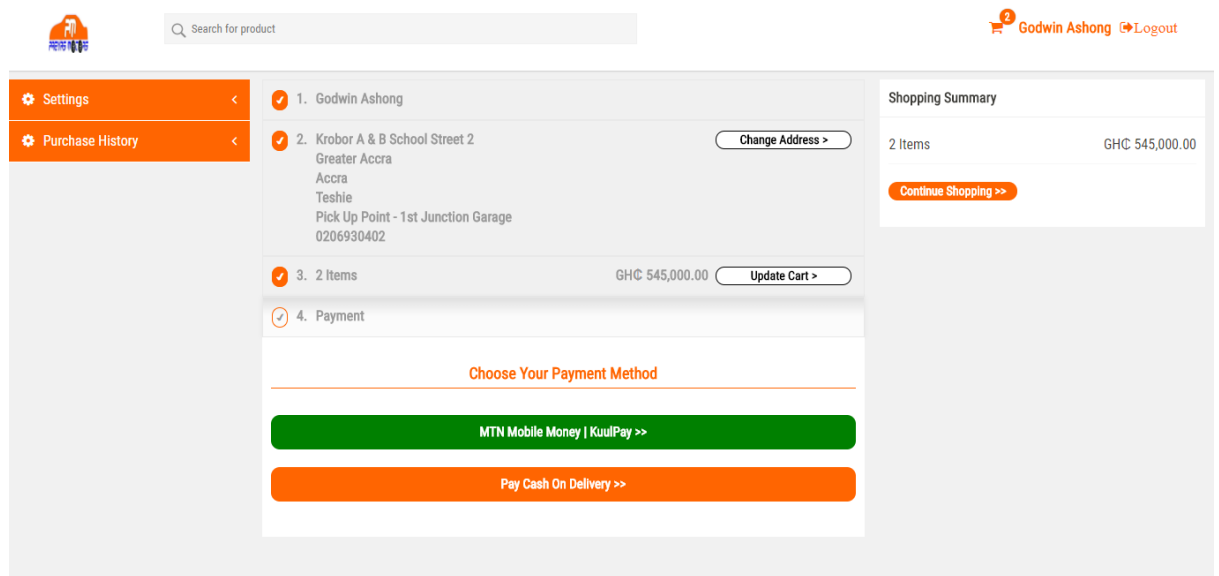 Search for product
2
Godwin Ashong
Logout
Settings
Purchase History
1. Godwin Ashong
2. Krobor A & B School Street 2
Greater Accra
Accra
Teshie
Pick Up Point - 1st Junction Garage
0206930402
Change Address >
3. 2 Items
GH₵ 545,000.00
Update Cart >
4. Payment
Choose Your Payment Method
MTN Mobile Money | KuulPay >>
Pay Cash On Delivery >>
Shopping Summary
2 Items
GH₵ 545,000.00
Continue Shopping >>